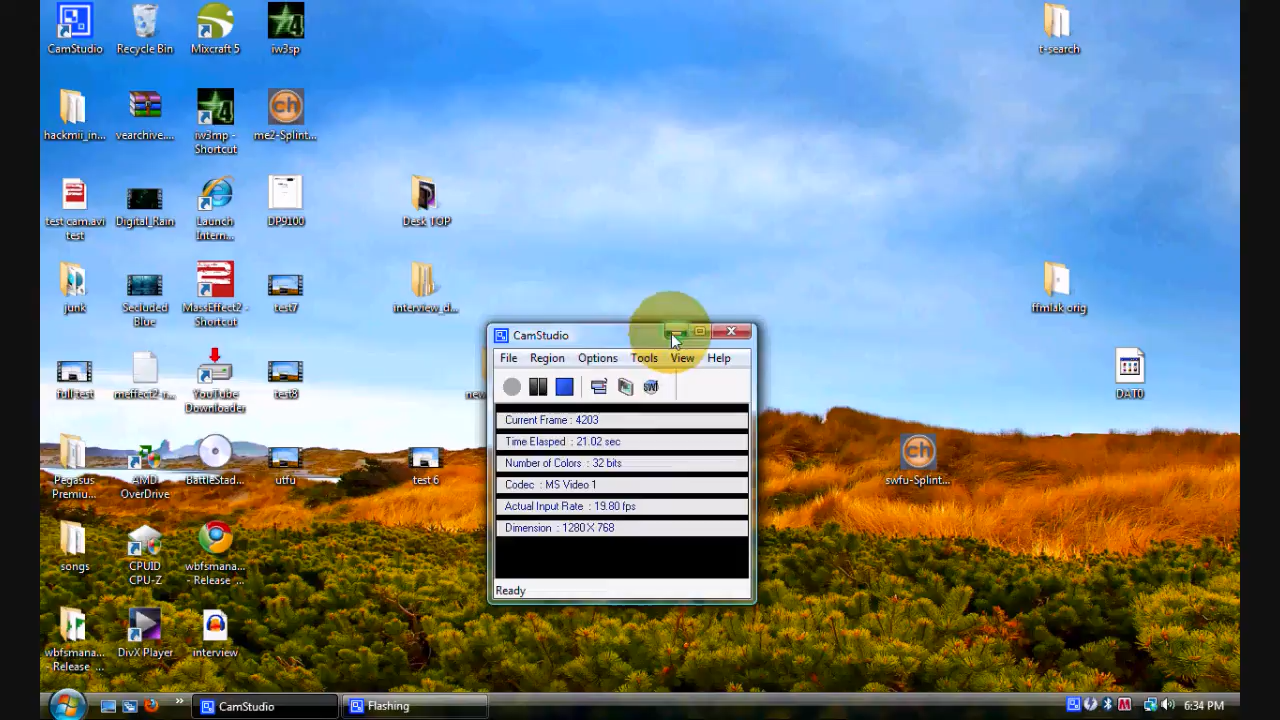 CamStudio
Recycle Bin
Mixcraft 5
iw3sp
t-search
hackmii_in...
vearchive....
iw3mp -
Shortcut
me2-Splint...
test cam.avi
test
Digital_Rain
Launch
Intern...
DP9100
Desk TOP
junk
Secluded
Blue
MassEffect2 -
Shortcut
test7
interview_d...
ffmlak orig
CamStudio
File Region Options Tools View Help
full test
YouTube
Downloader
test8
DAT0
Current Frame : 4203
Time Elasped : 21.02 sec
Number of Colors : 32 bits
Codec : MS Video 1
Actual Input Rate : 19.80 fps
Dimension : 1280 X 768
Ready
Pegasus
Premiu...
AMD
OverDrive
BattleStad...
utfu
test 6
swfu-Splint...
songs
CPUID
CPU-Z
wbfsmana...
- Release ...
wbfsmana...
- Release ...
DivX Player
interview
CamStudio
Flashing
6:34 PM